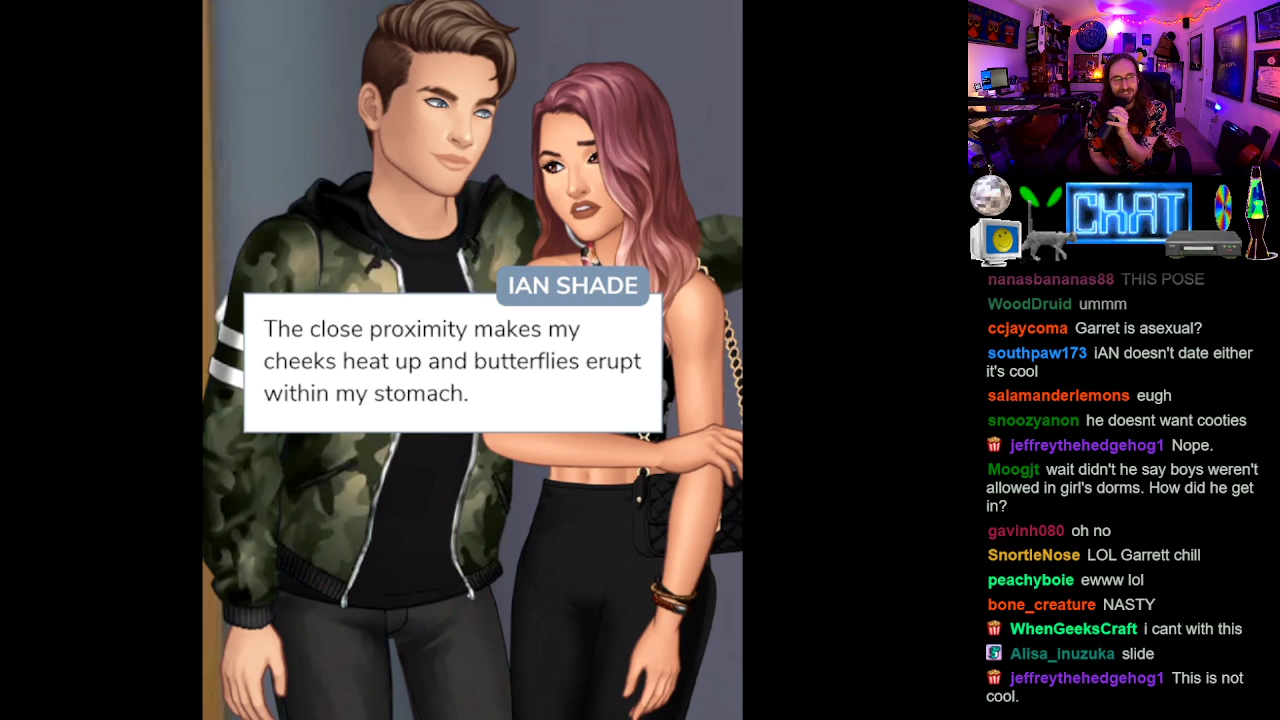 IAN SHADE
The close proximity makes my
cheeks heat up and butterflies erupt
within my stomach.
CHAT
nanasbananas88 THIS POSE
WoodDruid ummm
ccjaycoma Garret is asexual?
southpaw173 iAN doesn't date either
it's cool
salamanderlemons eugh
snoozyanon he doesnt want cooties
jeffreythehedgehog1 Nope.
Moogjt wait didn't he say boys weren't
allowed in girl's dorms. How did he get
in?
gavinh080 oh no
SnortleNose LOL Garrett chill
peachyboie ewww lol
bone_creature NASTY
WhenGeeksCraft i cant with this
Alisa_inuzuka slide
jeffreythehedgehog1 This is not
cool.